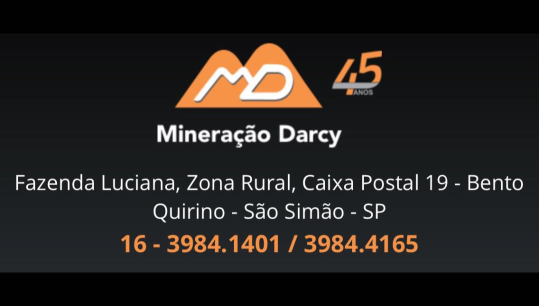 MD
45
ANOS
Mineração Darcy
Fazenda Luciana, Zona Rural, Caixa Postal 19 - Bento
Quirino - São Simão - SP
16 - 3984.1401 / 3984.4165